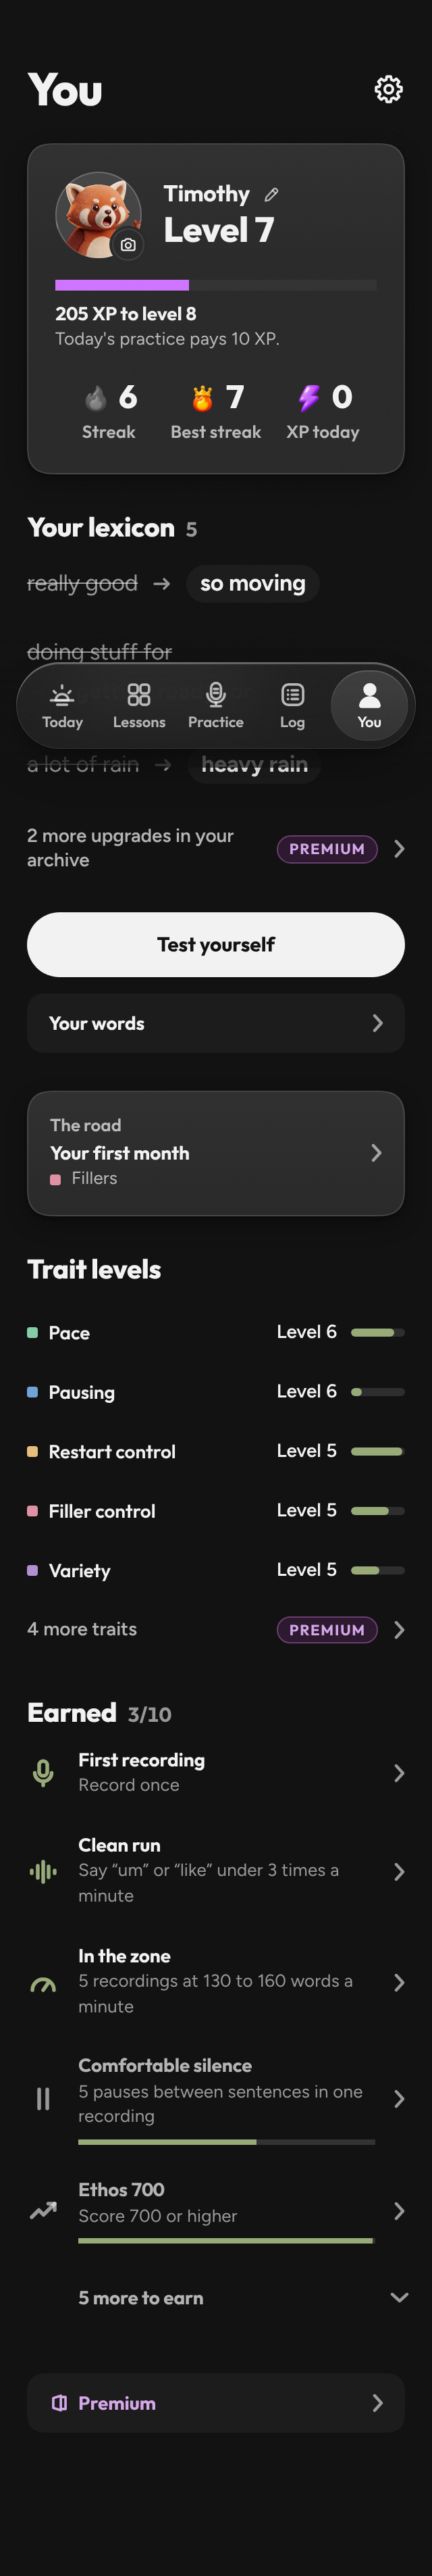 You
Timothy
Level 7
205 XP to level 8
Today's practice pays 10 XP.
6
7
0
Streak
Best streak
XP today
Your lexicon 5
really good → so moving
doing stuff for
Today
Lessons
Practice
Log
You
a lot of rain → heavy rain
2 more upgrades in your
archive
PREMIUM
Test yourself
Your words
The road
Your first month
Fillers
Trait levels
Pace Level 6
Pausing Level 6
Restart control Level 5
Filler control Level 5
Variety Level 5
4 more traits PREMIUM
Earned 3/10
First recording
Record once
Clean run
Say “um” or “like” under 3 times a
minute
In the zone
5 recordings at 130 to 160 words a
minute
Comfortable silence
5 pauses between sentences in one
recording
Ethos 700
Score 700 or higher
5 more to earn
Premium